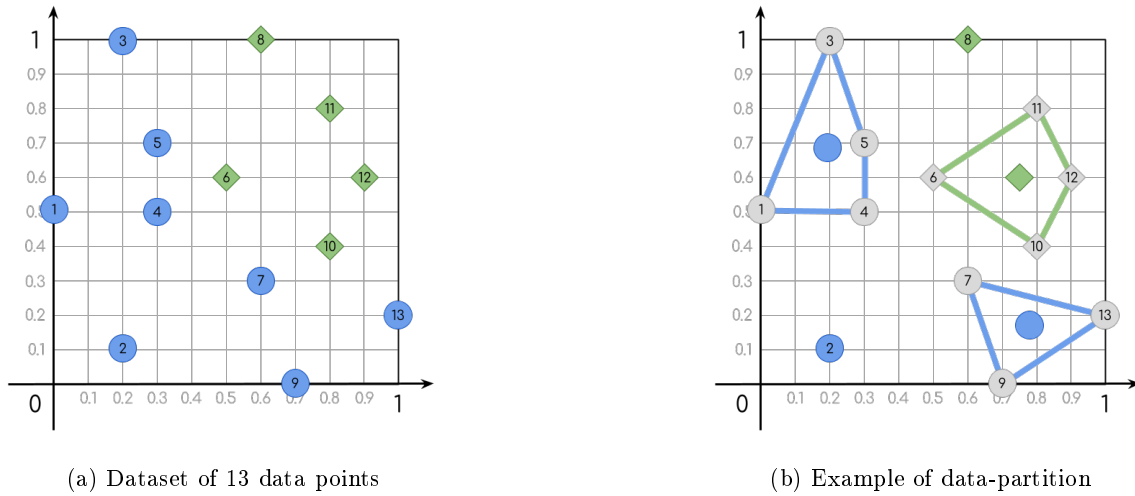 1 3 8 1 3 8
0.9 0.9
0.8 11 0.8 11
0.7 5 0.7 5
0.6 6 12 0.6 6 12
0.5 1 4 0.5 1 4
0.4 10 0.4 10
0.3 7 0.3 7
0.2 13 0.2 13
0.1 2 0.1 2
9 9
0 0.1 0.2 0.3 0.4 0.5 0.6 0.7 0.8 0.9 1 0 0.1 0.2 0.3 0.4 0.5 0.6 0.7 0.8 0.9 1
(a) Dataset of 13 data points (b) Example of data-partition